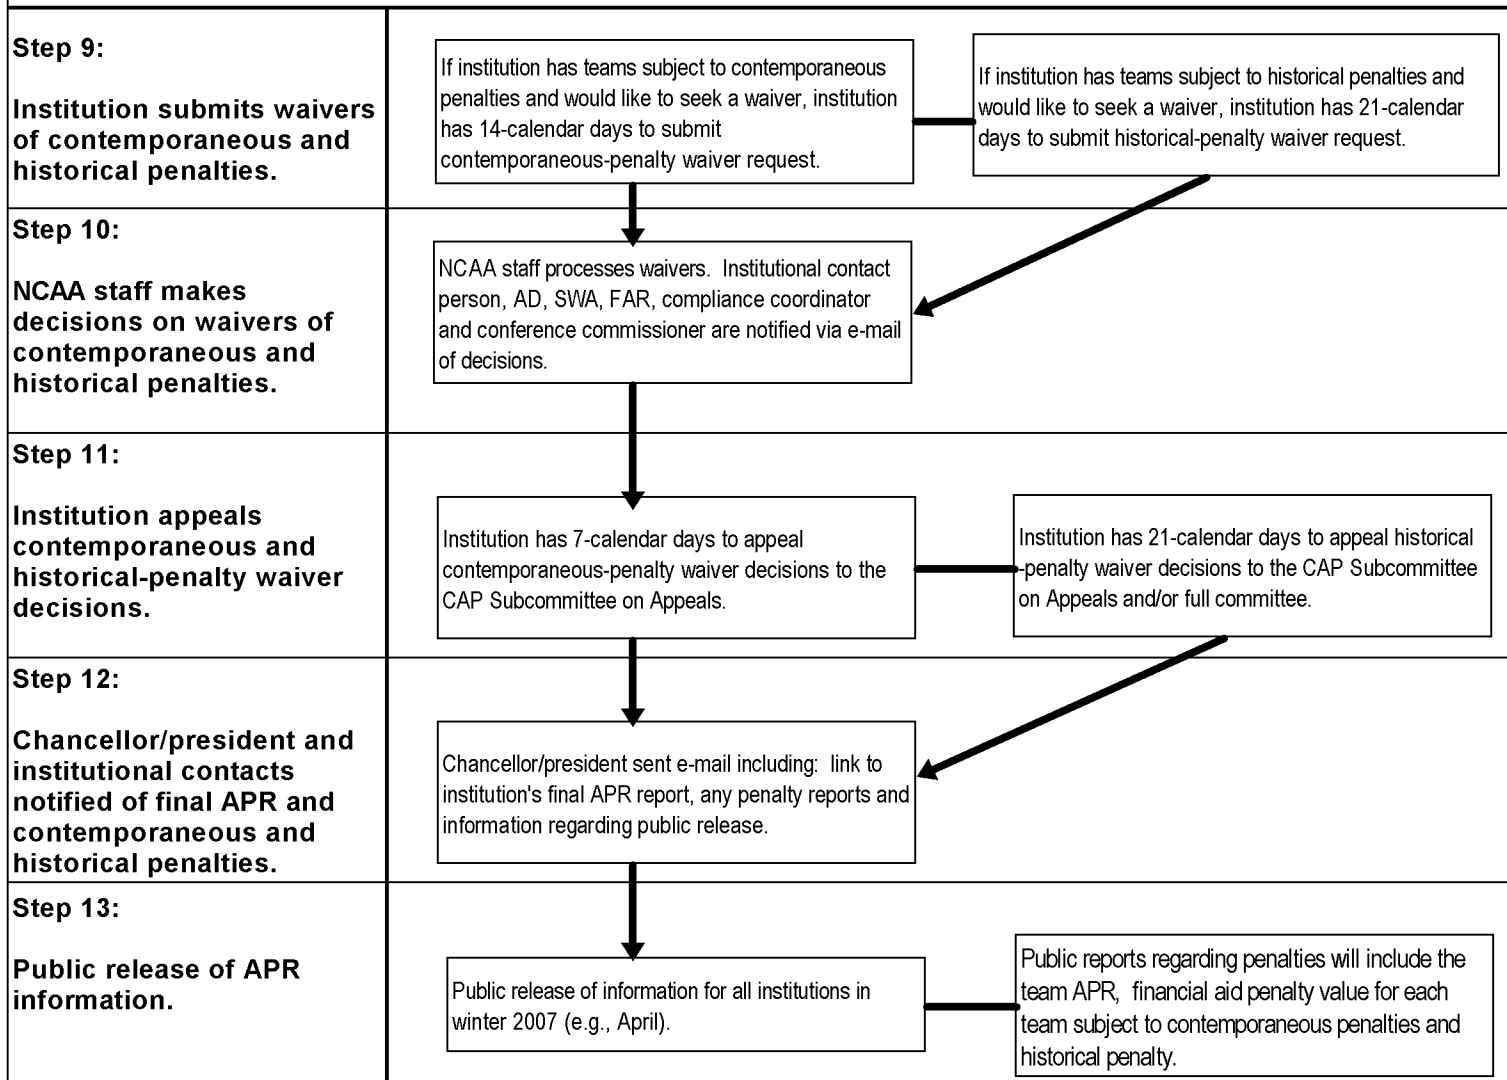 Step 9:
Institution submits waivers
of contemporaneous and
historical penalties.
If institution has teams subject to contemporaneous
penalties and would like to seek a waiver, institution
has 14-calendar days to submit
contemporaneous-penalty waiver request.
If institution has teams subject to historical penalties and
would like to seek a waiver, institution has 21-calendar
days to submit historical-penalty waiver request.
Step 10:
NCAA staff makes
decisions on waivers of
contemporaneous and
historical penalties.
NCAA staff processes waivers.  Institutional contact
person, AD, SWA, FAR, compliance coordinator
and conference commissioner are notified via e-mail
of decisions.
Step 11:
Institution appeals
contemporaneous and
historical-penalty waiver
decisions.
Institution has 7-calendar days to appeal
contemporaneous-penalty waiver decisions to the
CAP Subcommittee on Appeals.
Institution has 21-calendar days to appeal historical
-penalty waiver decisions to the CAP Subcommittee
on Appeals and/or full committee.
Step 12:
Chancellor/president and
institutional contacts
notified of final APR and
contemporaneous and
historical penalties.
Chancellor/president sent e-mail including:  link to
institution's final APR report, any penalty reports and
information regarding public release.
Step 13:
Public release of APR
information.
Public release of information for all institutions in
winter 2007 (e.g., April).
Public reports regarding penalties will include the
team APR,  financial aid penalty value for each
team subject to contemporaneous penalties and
historical penalty.